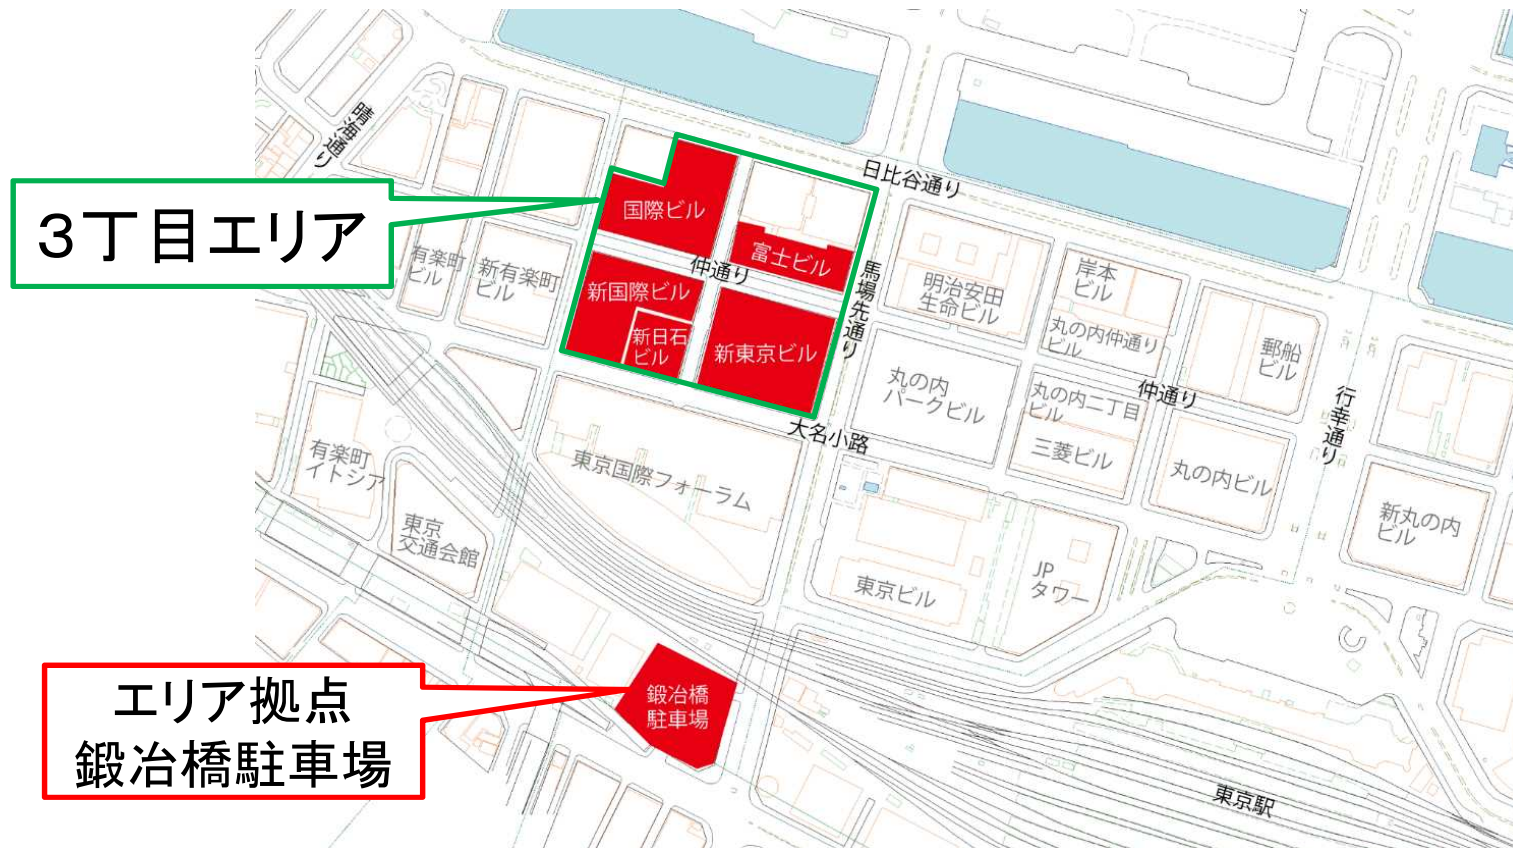 晴海通り
日比谷通り
3丁目エリア
国際ビル
富士ビル
仲通り
馬場先通り
有楽町
ビル
新有楽町
ビル
新国際ビル
新日石
ビル
新東京ビル
明治安田
生命ビル
岸本
ビル
丸の内仲通り
ビル
郵船
ビル
丸の内
パークビル
丸の内二丁目
ビル
仲通り
行幸通り
三菱ビル
丸の内ビル
大名小路
有楽町
イトシア
東京国際フォーラム
東京
交通会館
新丸の内
ビル
東京ビル
JP
タワー
エリア拠点
鍛冶橋駐車場
鍛冶橋
駐車場
東京駅